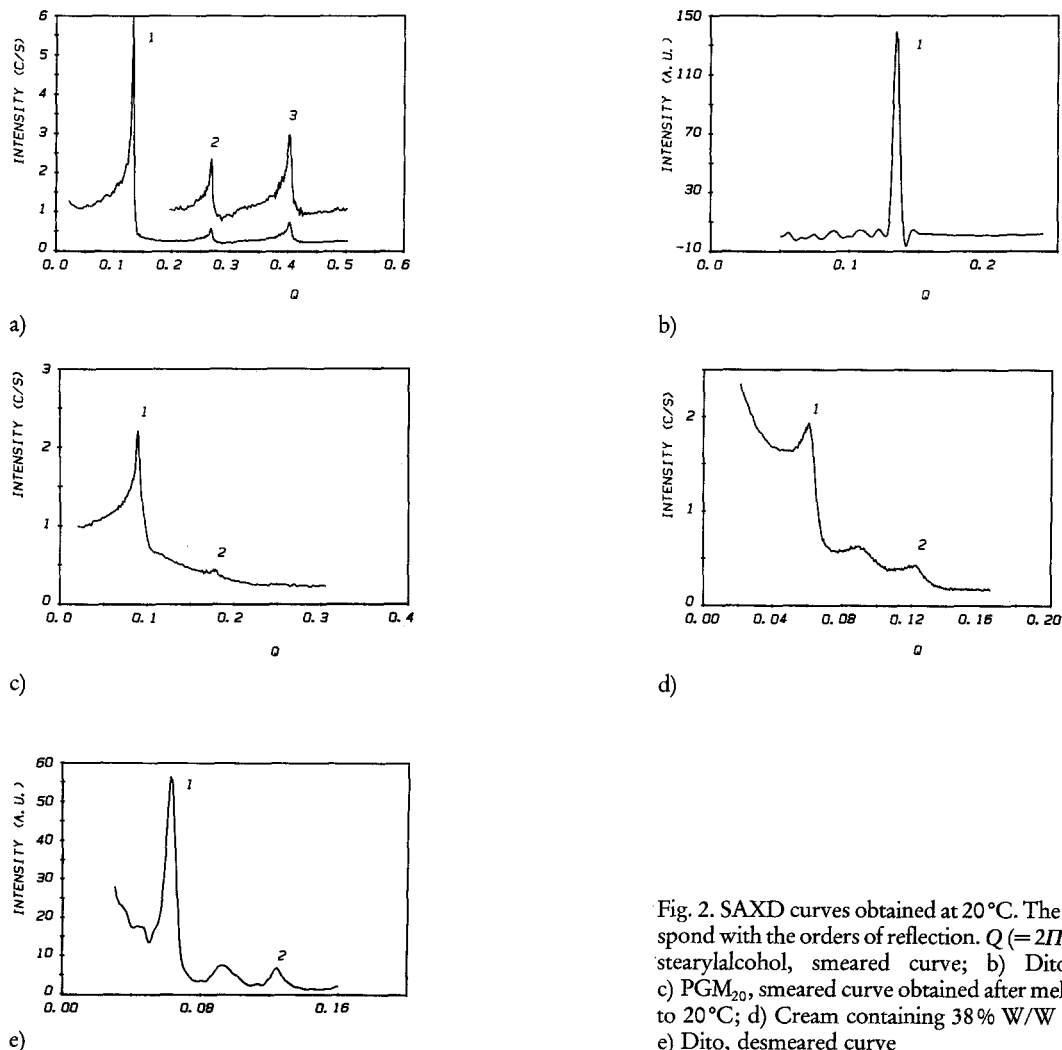 6
5
4
3
2
1
0
INTENSITY (C/S)
1
2
3
0.0 0.1 0.2 0.3 0.4 0.5 0.6
Q
a)
150
110
70
30
-10
INTENSITY (A.U.)
1
0.0 0.1 0.2
Q
b)
3
2
1
0
INTENSITY (C/S)
1
2
0.0 0.1 0.2 0.3 0.4
Q
c)
2
1
0
INTENSITY (C/S)
1
2
0.00 0.04 0.08 0.12 0.16 0.20
Q
d)
60
50
40
30
20
10
0
INTENSITY (A.U.)
1
2
0.00 0.08 0.16
e)
Fig. 2. SAXD curves obtained at 20 °C. The
spond with the orders of reflection. Q (= 2Π
stearylalcohol, smeared curve; b) Dito
c) PGM20, smeared curve obtained after mel
to 20 °C; d) Cream containing 38 % W/W
e) Dito, desmeared curve